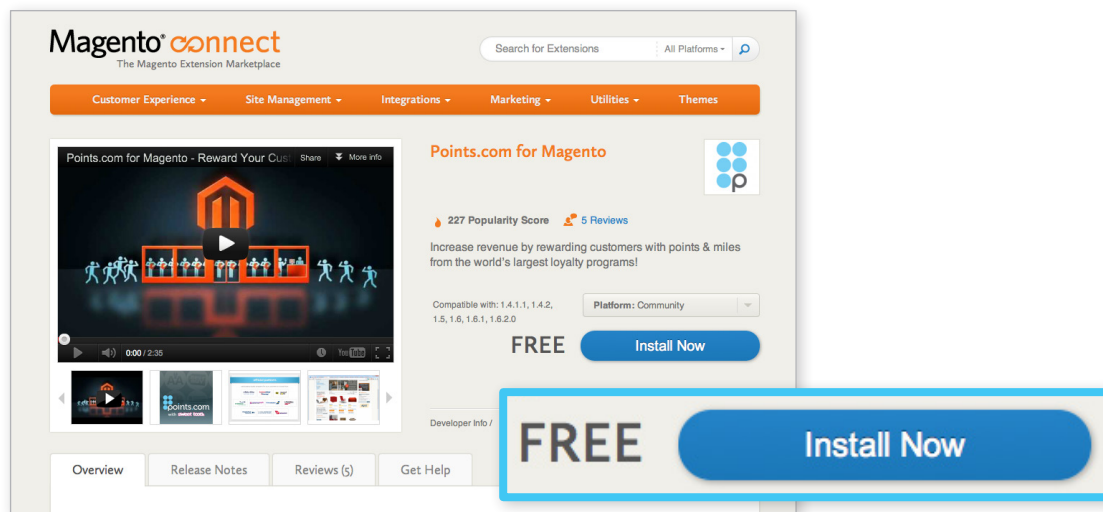 Magento® connect
The Magento Extension Marketplace
Search for Extensions
All Platforms
Customer Experience
Site Management
Integrations
Marketing
Utilities
Themes
Points.com for Magento - Reward Your Cust
Share
More info
0:00 / 2:35
YouTube
points.com
Points.com for Magento
p
227 Popularity Score
5 Reviews
Increase revenue by rewarding customers with points & miles
from the world's largest loyalty programs!
Compatible with: 1.4.1.1, 1.4.2,
1.5, 1.6, 1.6.1, 1.6.2.0
Platform: Community
FREE
Install Now
Developer Info /
FREE
Install Now
Overview
Release Notes
Reviews (5)
Get Help